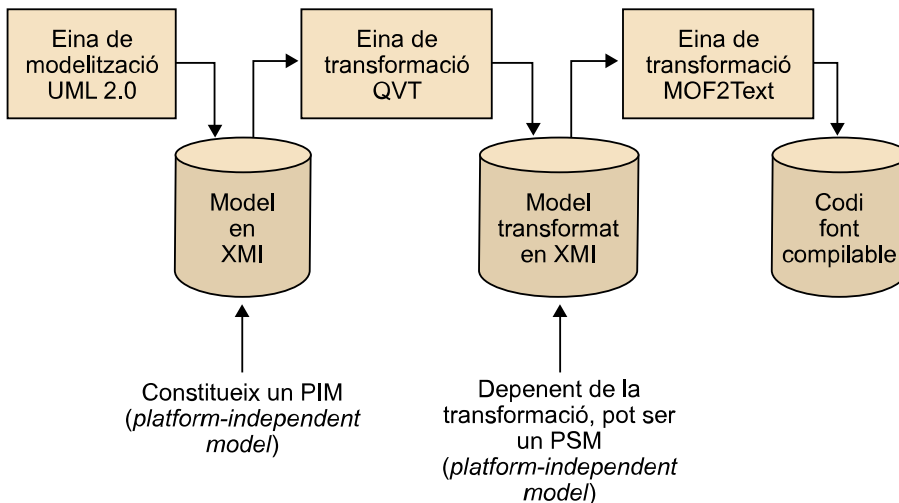 Eina de
modelització
UML 2.0
Eina de
transformació
QVT
Eina de
transformació
MOF2Text
Model
en
XMI
Model
transformat
en XMI
Codi
font
compilable
Constitueix un PIM
(platform-independent
model)
Depenent de la
transformació, pot ser
un PSM
(platform-independent
model)